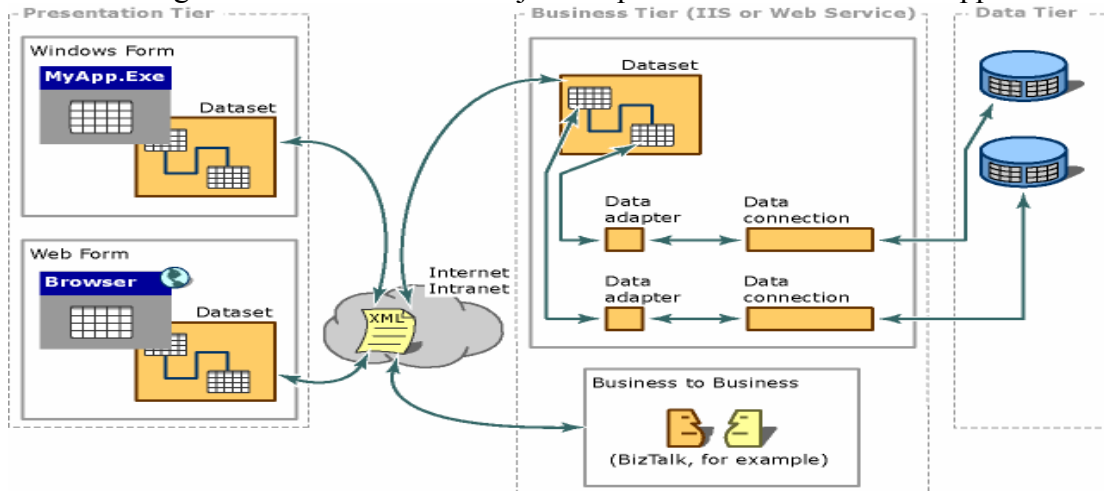 Presentation Tier
Windows Form
MyApp.Exe
Dataset
Web Form
Browser
Dataset
Internet
Intranet
XML
Business Tier (IIS or Web Service)
Dataset
Data
adapter
Data
connection
Data
adapter
Data
connection
Business to Business
(BizTalk, for example)
Data Tier